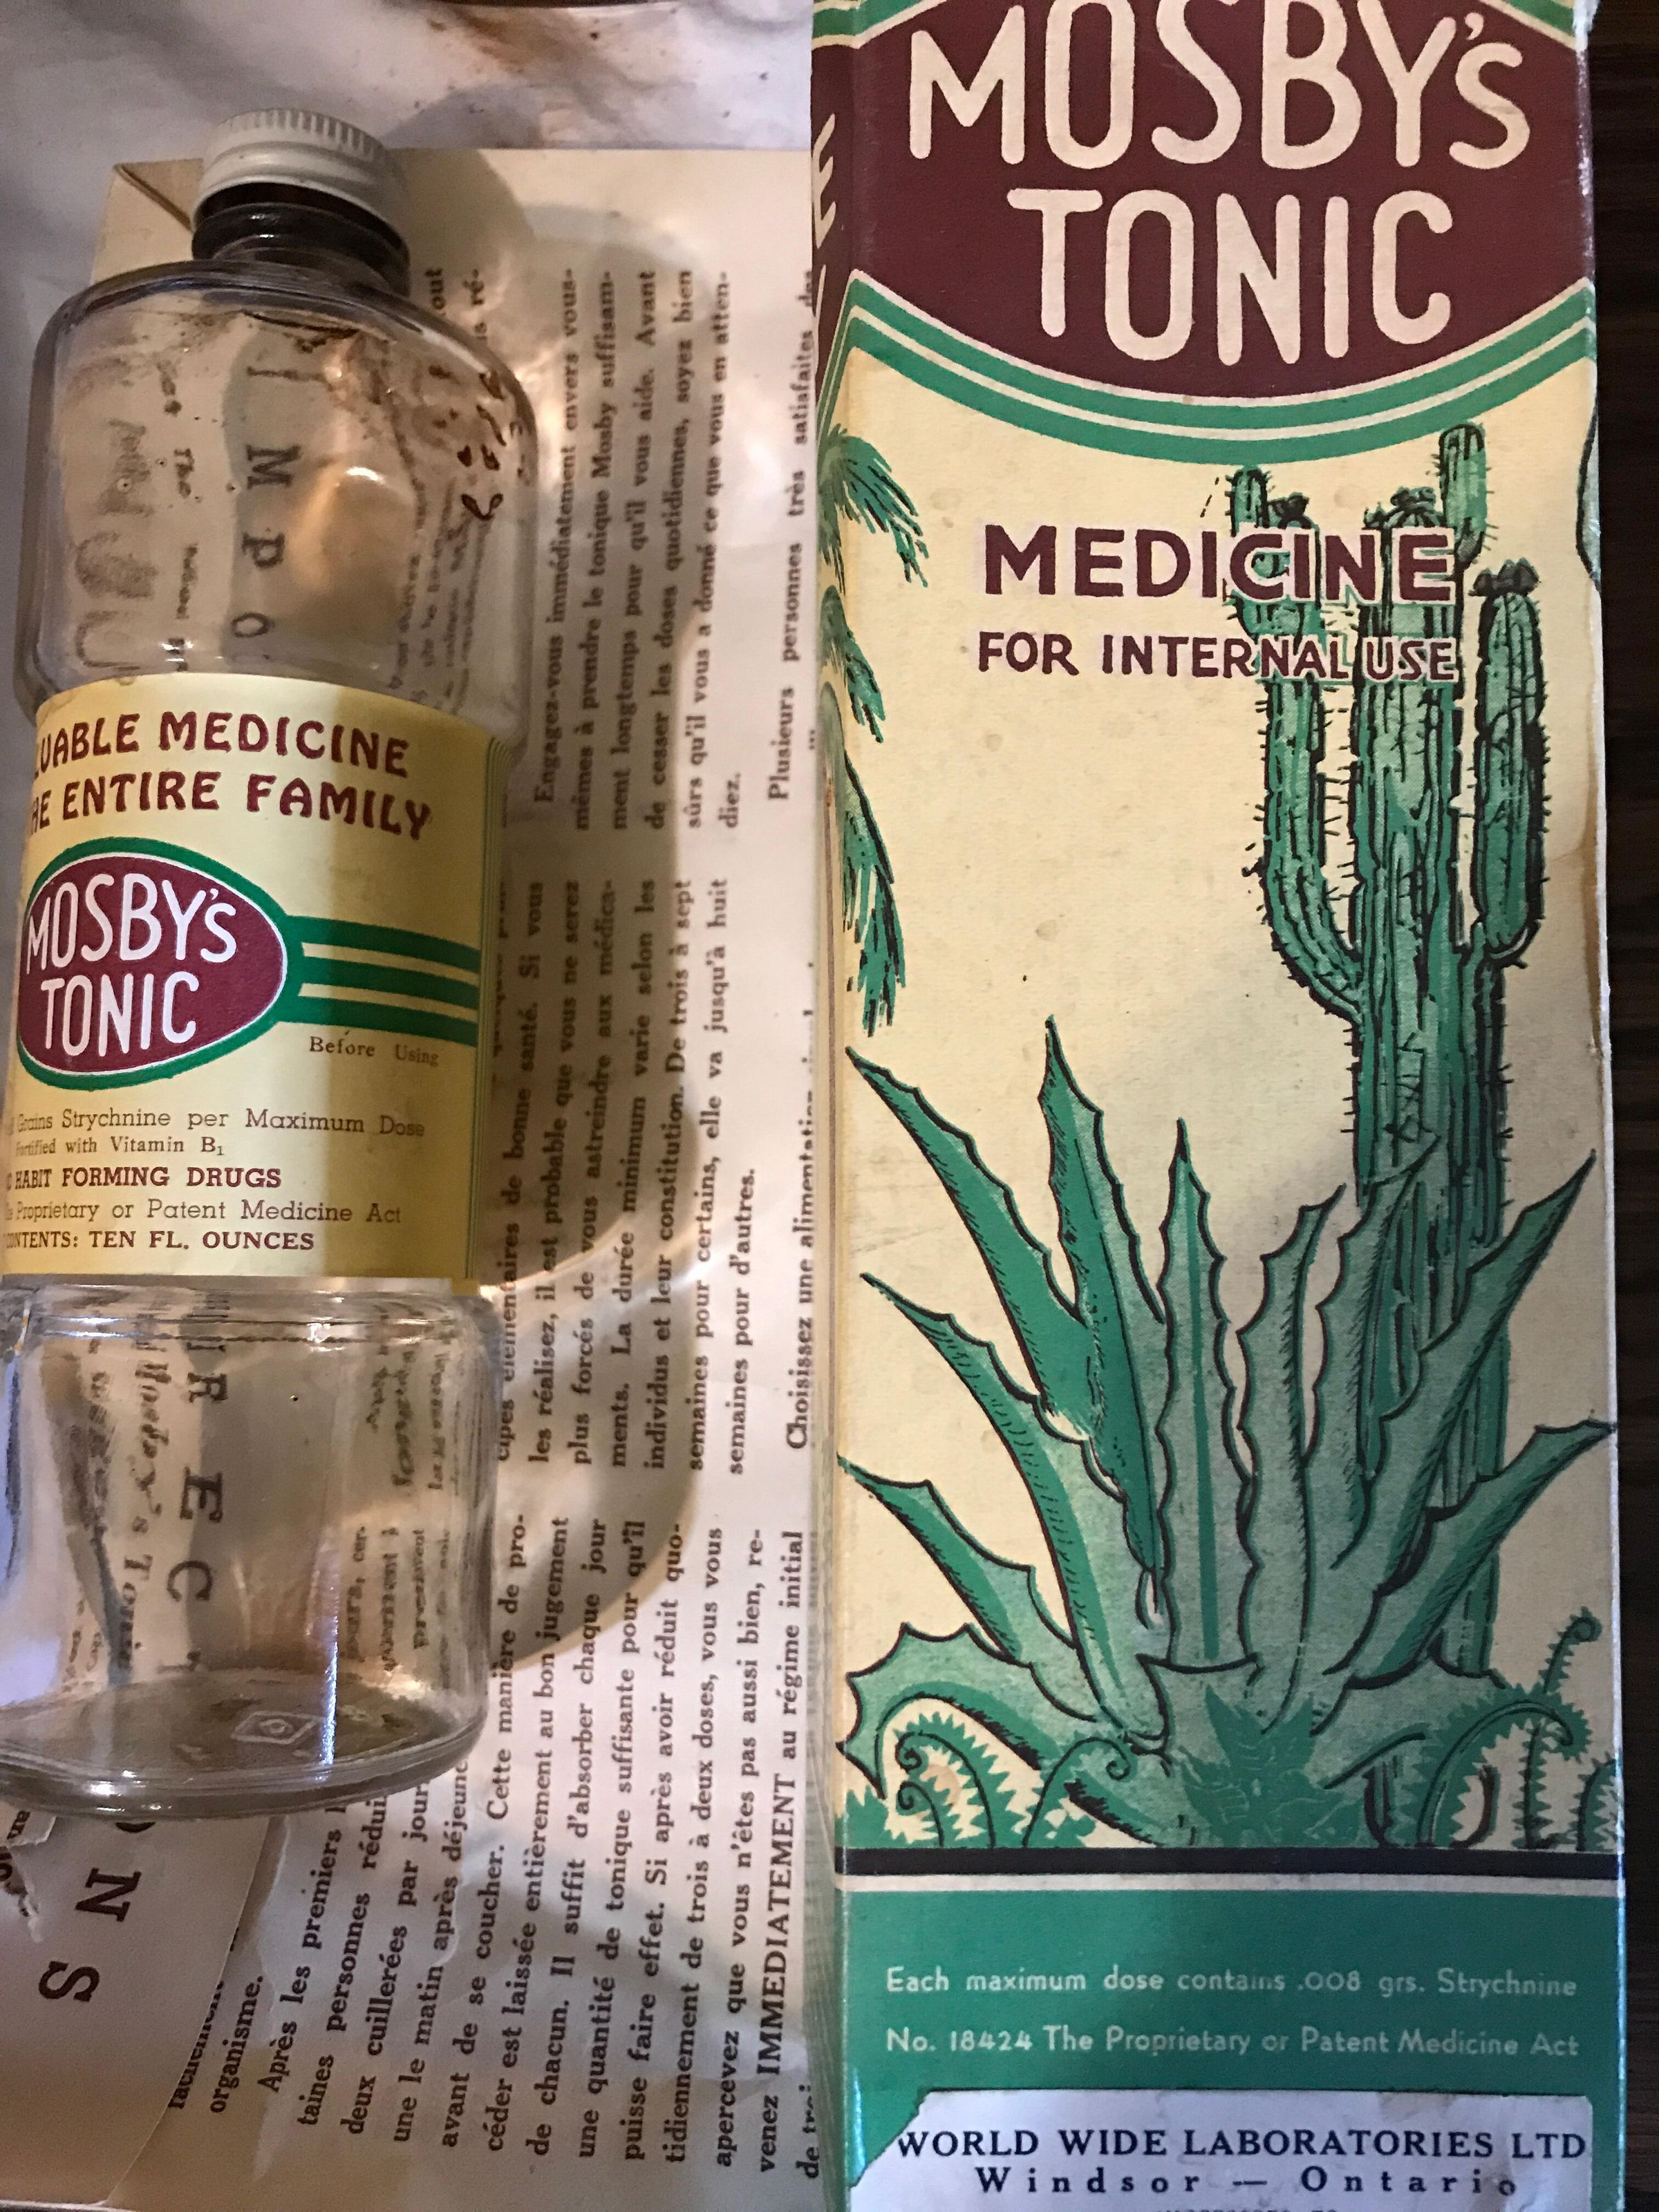 MOSBY'S
TONIC
MEDICINE
FOR INTERNAL USE
Each maximum dose contains .008 grs. Strychnine
No. 18424 The Proprietary or Patent Medicine Act
WORLD WIDE LABORATORIES LTD
Windsor — Ontario
MEDICINE
ENTIRE FAMILY
MOSBY'S
TONIC
Before Using
Grains Strychnine per Maximum Dose
with Vitamin B₁
HABIT FORMING DRUGS
Proprietary or Patent Medicine Act
CONTENTS: TEN FL. OUNCES
organisme.
Après les premiers
taines personnes
deux cuillerées par
une le matin après déjeuner
avant de se coucher. Cette manière de pro-
céder est laissée entièrement au bon jugement
de chacun. Il suffit d'absorber chaque jour
une quantité de tonique suffisante pour qu'il
puisse faire effet. Si après avoir réduit quo-
tidiennement de trois à deux doses, vous vous
apercevez que vous n'êtes pas aussi bien, re-
venez IMMEDIATEMENT au régime initial
de bonne santé. Si vous
les réalisez, il est probable que vous ne serez
plus forcés de vous astreindre aux médica-
ments. La durée minimum varie selon les
individus et leur constitution. De trois à sept
semaines pour certains, elle va jusqu'à huit
semaines pour d'autres.
Choisissez une alimentation
Engagez-vous immédiatement envers vous-
mêmes à prendre le tonique Mosby suffisam-
ment longtemps pour qu'il vous aide. Avant
de cesser les doses quotidiennes, soyez bien
sûrs qu'il vous a donné ce que vous en atten-
diez.
Plusieurs personnes très satisfaites des